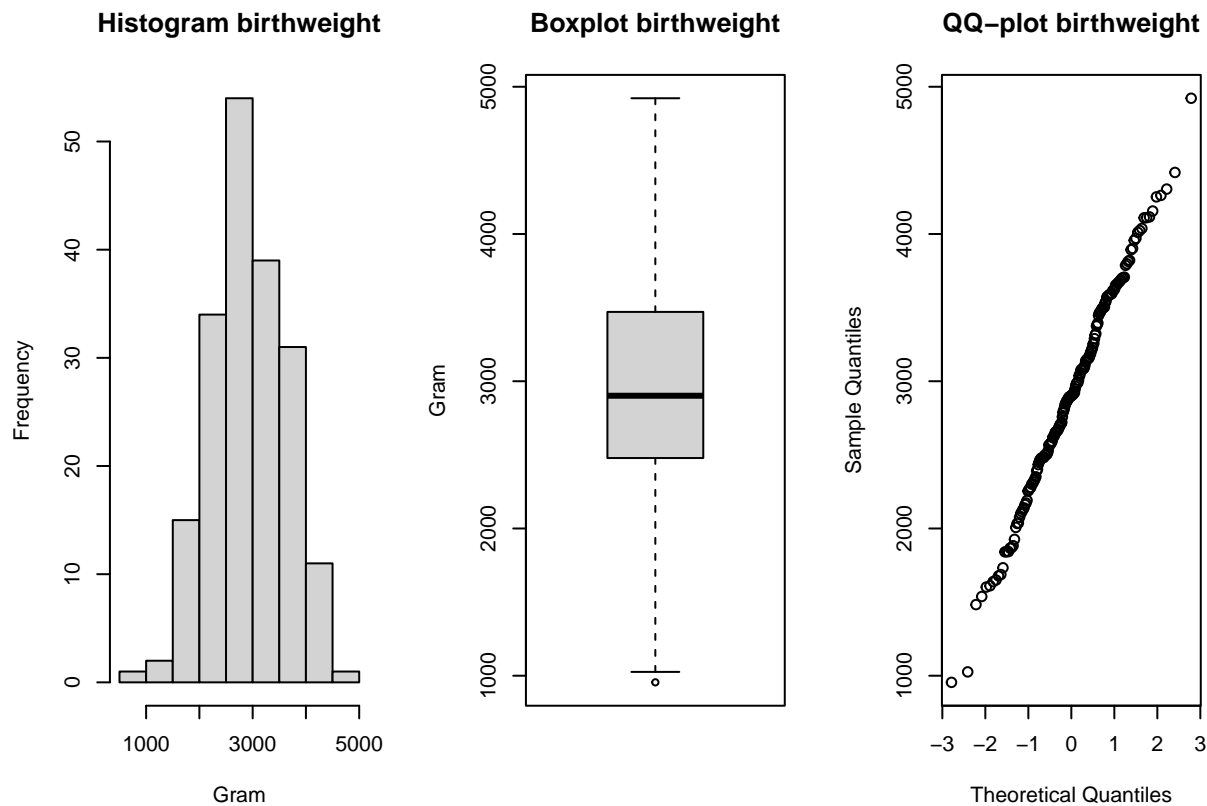 Histogram birthweight
Frequency
0
10
20
30
40
50
1000
3000
5000
Gram
Boxplot birthweight
Gram
1000
2000
3000
4000
5000
QQ−plot birthweight
Sample Quantiles
1000
2000
3000
4000
5000
−3 −2 −1 0 1 2 3
Theoretical Quantiles